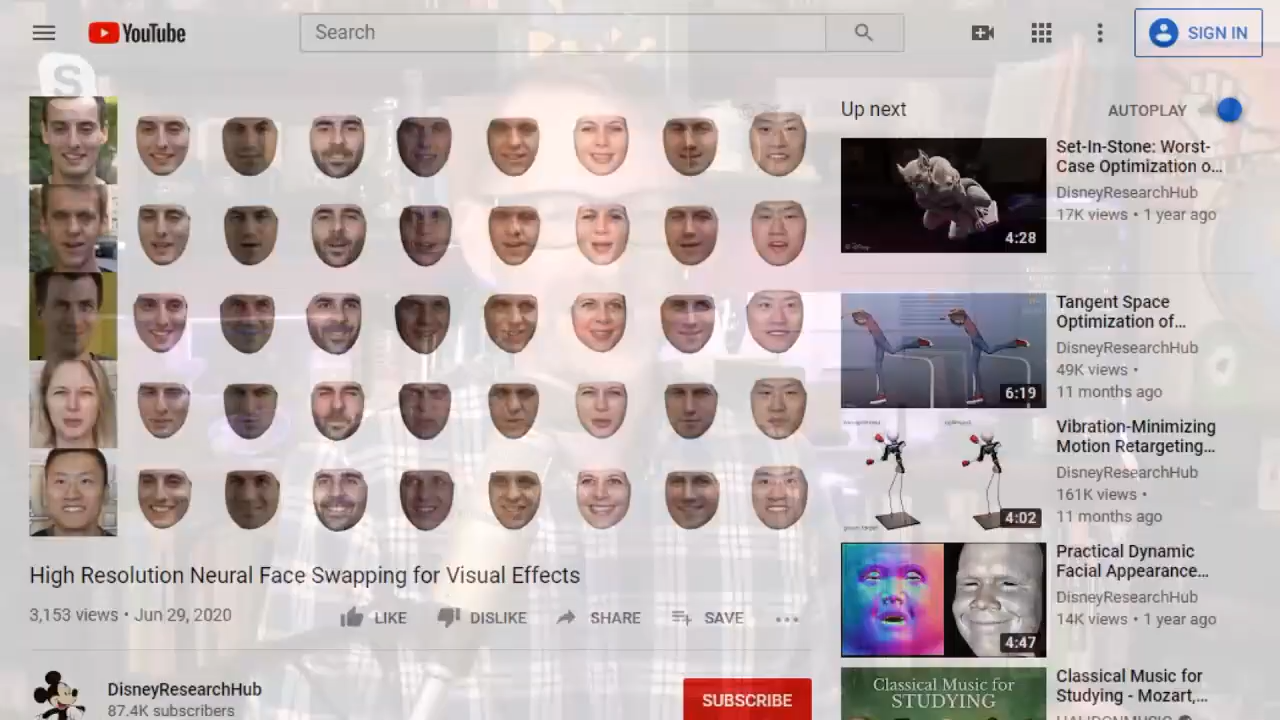 YouTube
Search
SIGN IN
S
Up next
AUTOPLAY
Set-In-Stone: Worst-
Case Optimization o...
DisneyResearchHub
17K views • 1 year ago
4:28
Tangent Space
Optimization of...
DisneyResearchHub
49K views •
11 months ago
6:19
Vibration-Minimizing
Motion Retargeting...
DisneyResearchHub
161K views •
11 months ago
4:02
Practical Dynamic
Facial Appearance...
DisneyResearchHub
14K views • 1 year ago
4:47
Classical Music for
Studying - Mozart,...
Classical Music for
STUDYING
High Resolution Neural Face Swapping for Visual Effects
3,153 views • Jun 29, 2020
LIKE
DISLIKE
SHARE
SAVE
DisneyResearchHub
87.4K subscribers
SUBSCRIBE